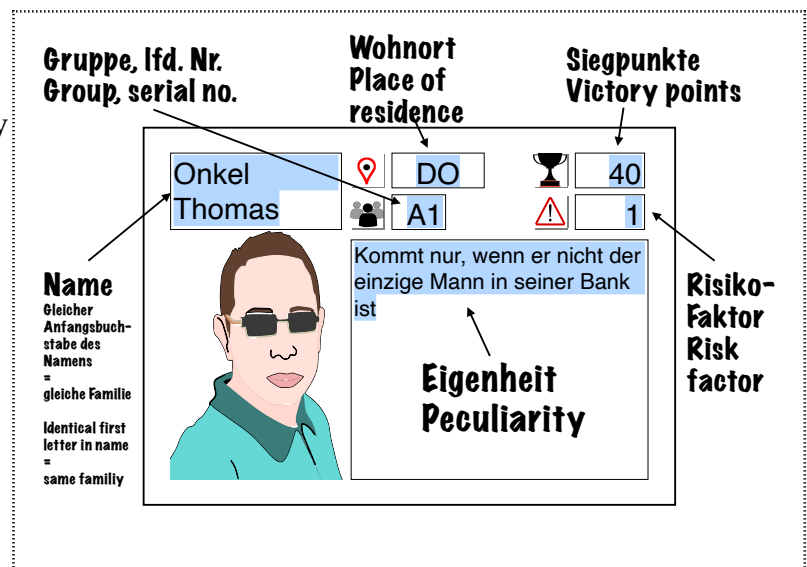 Gruppe, lfd. Nr.
Group, serial no.
Wohnort
Place of
residence
Siegpunkte
Victory points
y
Onkel
Thomas
DO
40
A1
1
Kommt nur, wenn er nicht der
einzige Mann in seiner Bank
ist
Name
Gleicher
Anfangsbuch-
stabe des
Namens
=
gleiche Familie
Identical first
letter in name
=
same familiy
Eigenheit
Peculiarity
Risiko-
Faktor
Risk
factor